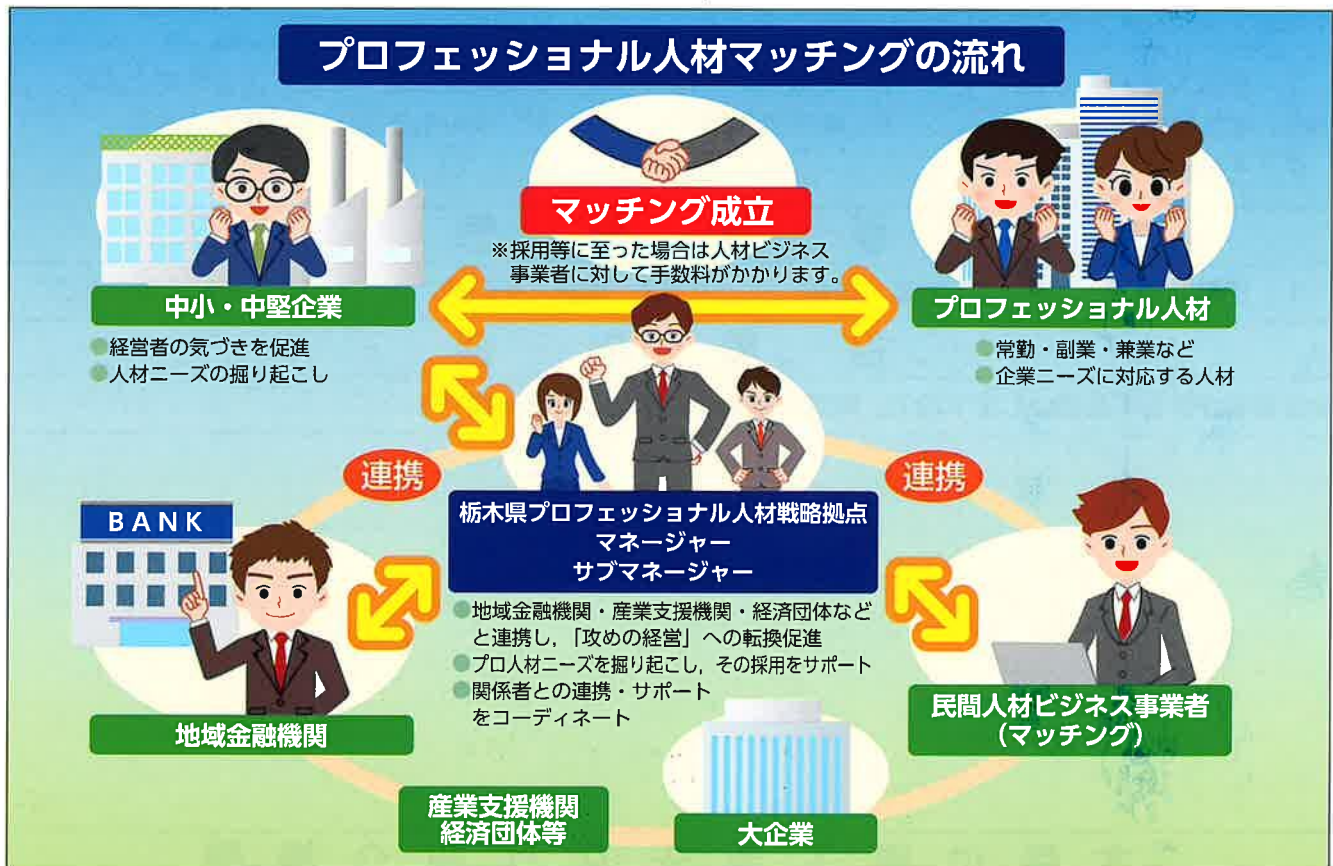 プロフェッショナル人材マッチングの流れ
マッチング成立
※採用等に至った場合は人材ビジネス
事業者に対して手数料がかかります。
中小・中堅企業
●経営者の気づきを促進
●人材ニーズの掘り起こし
プロフェッショナル人材
●常勤・副業・兼業など
●企業ニーズに対応する人材
連携
連携
BANK
地域金融機関
栃木県プロフェッショナル人材戦略拠点
マネージャー
サブマネージャー
●地域金融機関・産業支援機関・経済団体など
と連携し,「攻めの経営」への転換促進
●プロ人材ニーズを掘り起こし,その採用をサポート
●関係者との連携・サポート
をコーディネート
民間人材ビジネス事業者
(マッチング)
産業支援機関
経済団体等
大企業